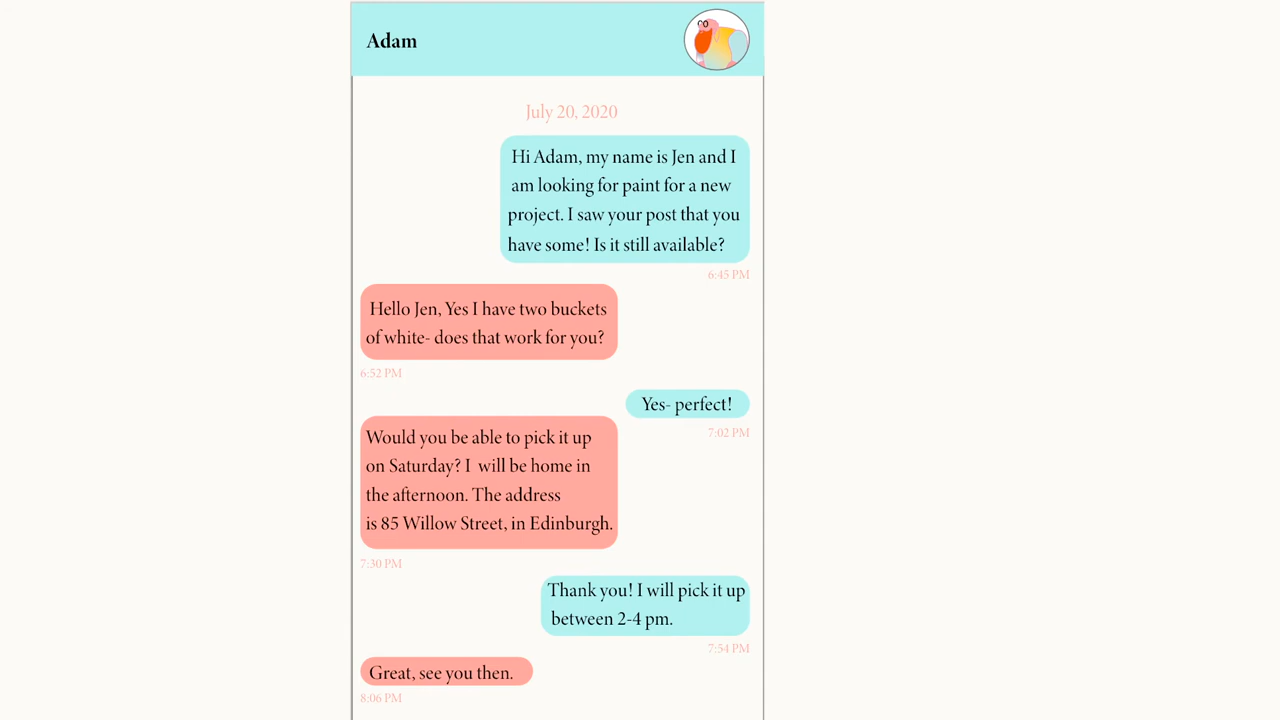 Adam
July 20, 2020
Hi Adam, my name is Jen and I
am looking for paint for a new
project. I saw your post that you
have some! Is it still available?
6:45 PM
Hello Jen, Yes I have two buckets
of white- does that work for you?
6:52 PM
Yes- perfect!
7:02 PM
Would you be able to pick it up
on Saturday? I will be home in
the afternoon. The address
is 85 Willow Street, in Edinburgh.
7:30 PM
Thank you! I will pick it up
between 2-4 pm.
7:54 PM
Great, see you then.
8:06 PM